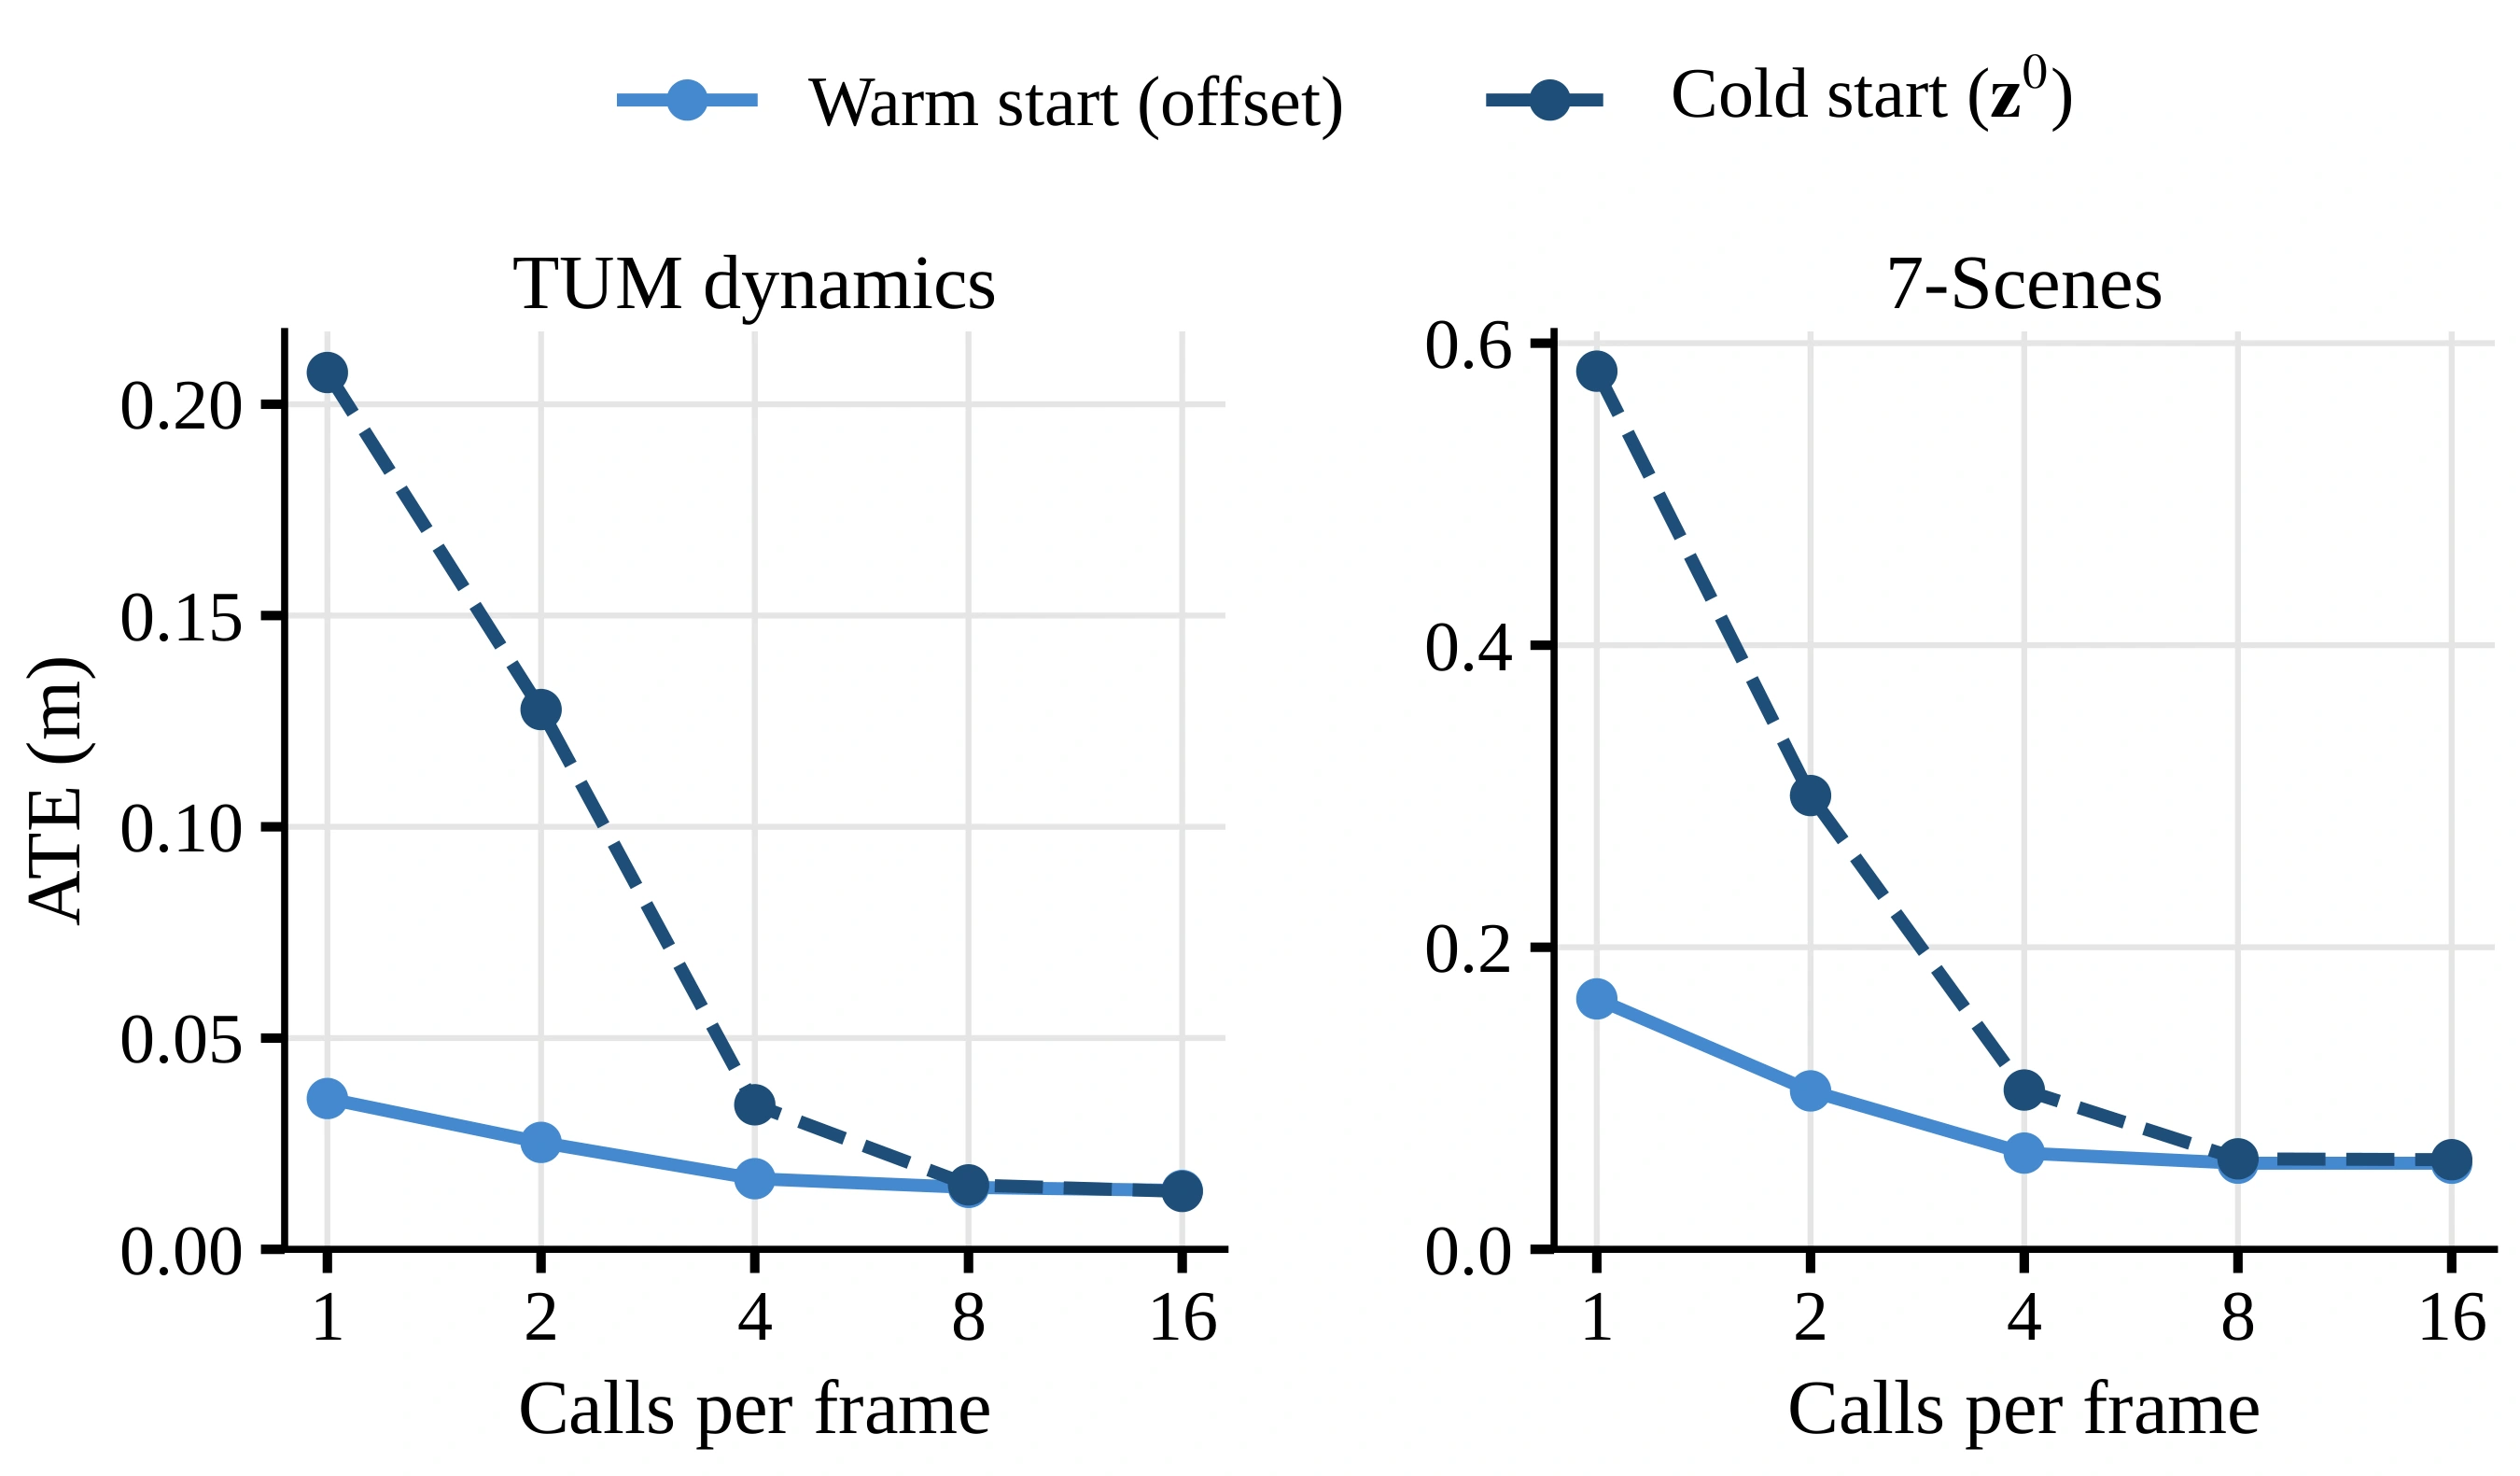 Warm start (offset) Cold start (z⁰)
TUM dynamics
ATE (m)
0.20
0.15
0.10
0.05
0.00
1 2 4 8 16
Calls per frame
7-Scenes
0.6
0.4
0.2
0.0
1 2 4 8 16
Calls per frame